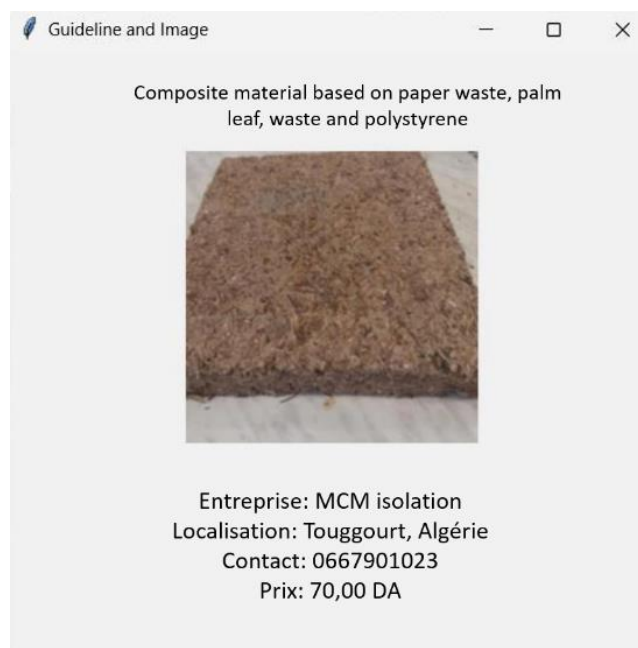 Guideline and Image
Composite material based on paper waste, palm
leaf, waste and polystyrene
Entreprise: MCM isolation
Localisation: Touggourt, Algérie
Contact: 0667901023
Prix: 70,00 DA